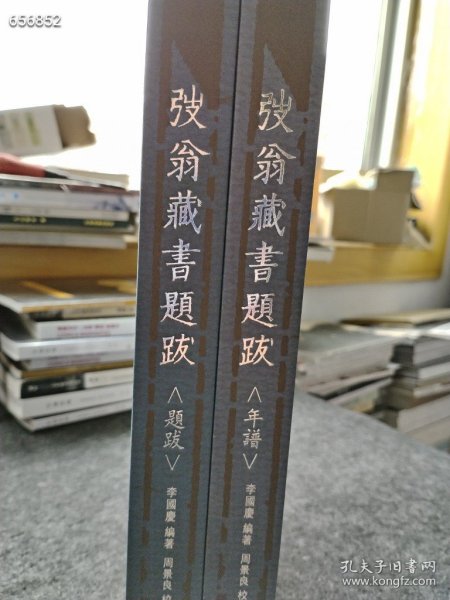 656852
弢翁藏書題跋
〈題跋〉
李國慶 編著 周景良 校
弢翁藏書題跋
〈年譜〉
李國慶 編著 周景良 校
孔夫子旧书网
www.kongfz.com